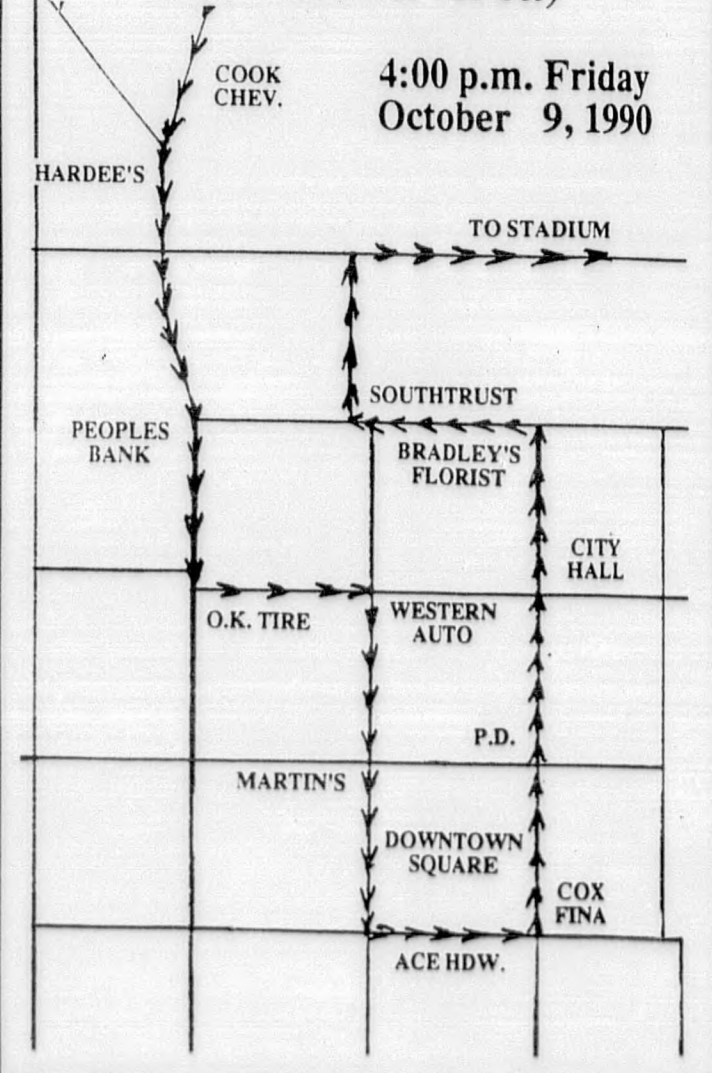 COOK
CHEV.
4:00 p.m. Friday
October 9, 1990
HARDEE'S
TO STADIUM
SOUTHTRUST
PEOPLES
BANK
BRADLEY'S
FLORIST
CITY
HALL
O.K. TIRE
WESTERN
AUTO
P.D.
MARTIN'S
DOWNTOWN
SQUARE
COX
FINA
ACE HDW.